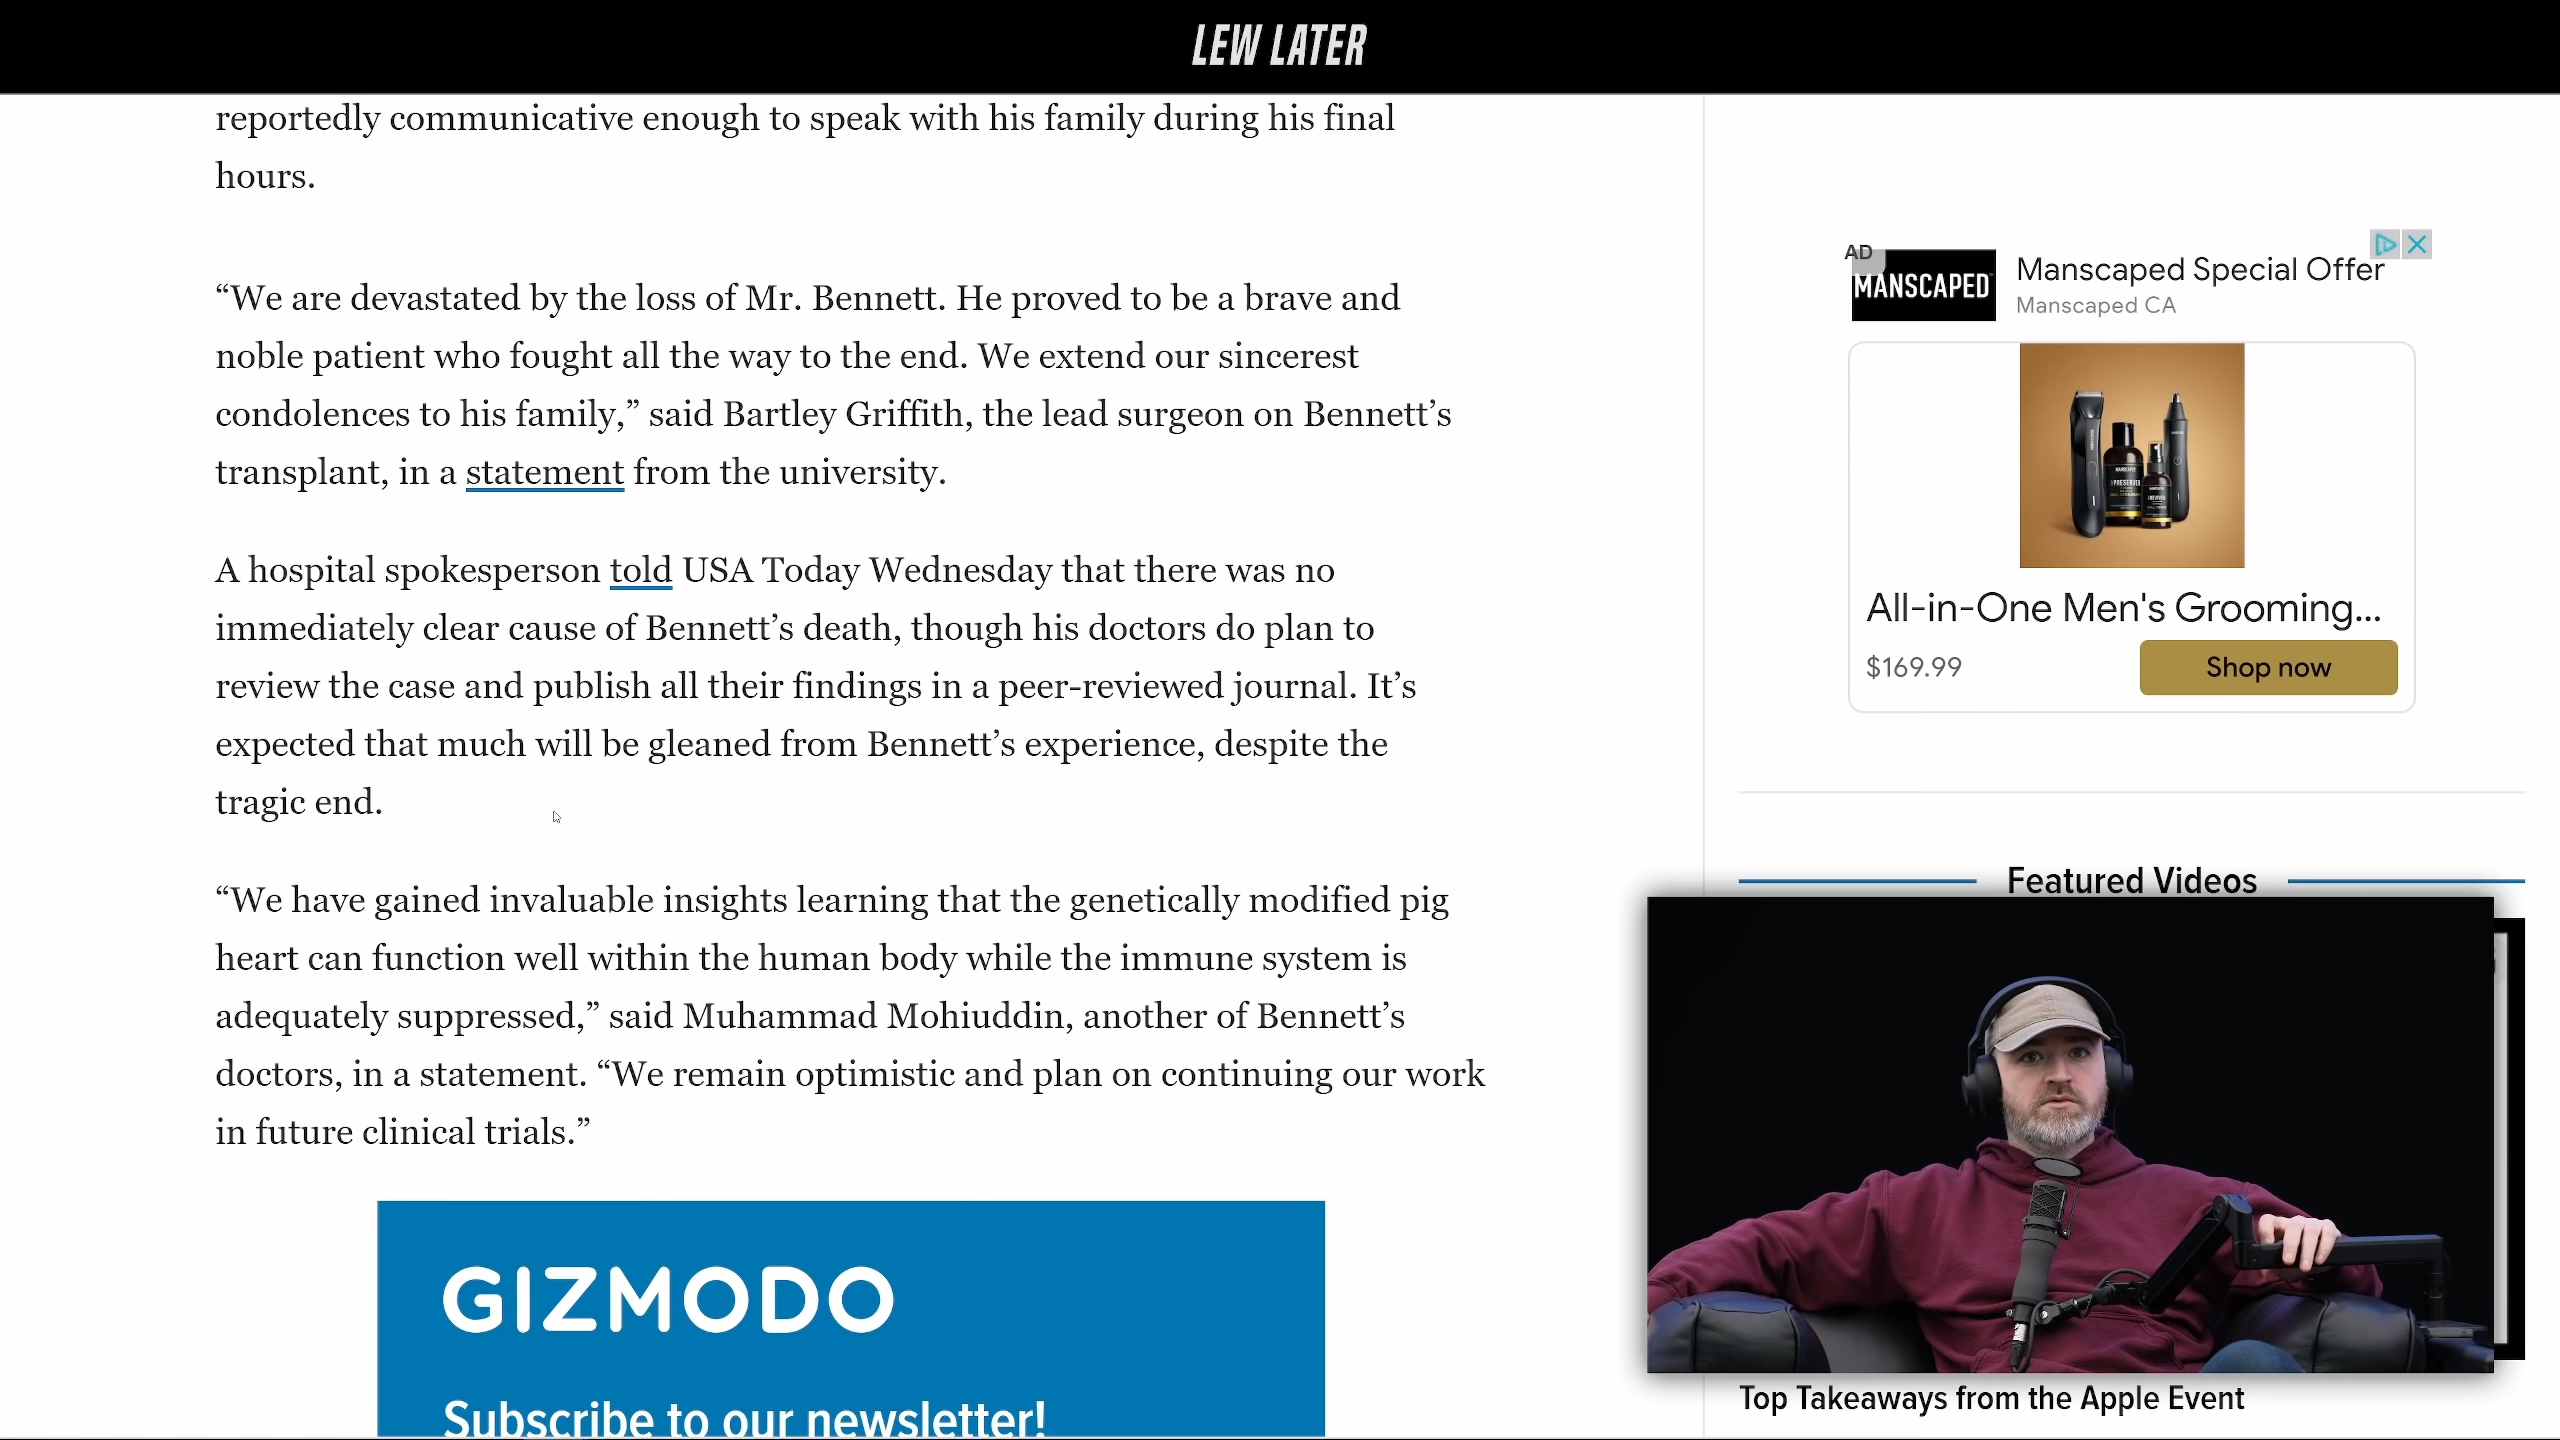 LEW LATER
reportedly communicative enough to speak with his family during his final
hours.
“We are devastated by the loss of Mr. Bennett. He proved to be a brave and
noble patient who fought all the way to the end. We extend our sincerest
condolences to his family,” said Bartley Griffith, the lead surgeon on Bennett’s
transplant, in a statement from the university.
A hospital spokesperson told USA Today Wednesday that there was no
immediately clear cause of Bennett’s death, though his doctors do plan to
review the case and publish all their findings in a peer-reviewed journal. It’s
expected that much will be gleaned from Bennett’s experience, despite the
tragic end.
“We have gained invaluable insights learning that the genetically modified pig
heart can function well within the human body while the immune system is
adequately suppressed,” said Muhammad Mohiuddin, another of Bennett’s
doctors, in a statement. “We remain optimistic and plan on continuing our work
in future clinical trials.”
GIZMODO
Subscribe to our newsletter!
AD
MANSCAPED
Manscaped Special Offer
Manscaped CA
All-in-One Men's Grooming...
$169.99
Shop now
Featured Videos
Top Takeaways from the Apple Event